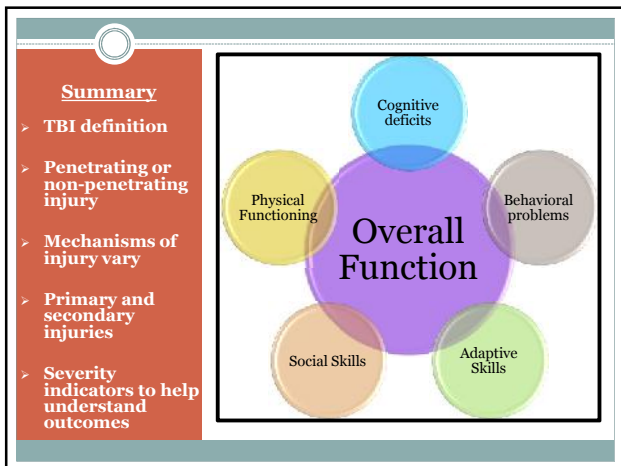 Summary
➢ TBI definition
➢ Penetrating or
non-penetrating
injury
➢ Mechanisms of
injury vary
➢ Primary and
secondary
injuries
➢ Severity
indicators to help
understand
outcomes
Cognitive
deficits
Physical
Functioning
Behavioral
problems
Overall
Function
Social Skills
Adaptive
Skills